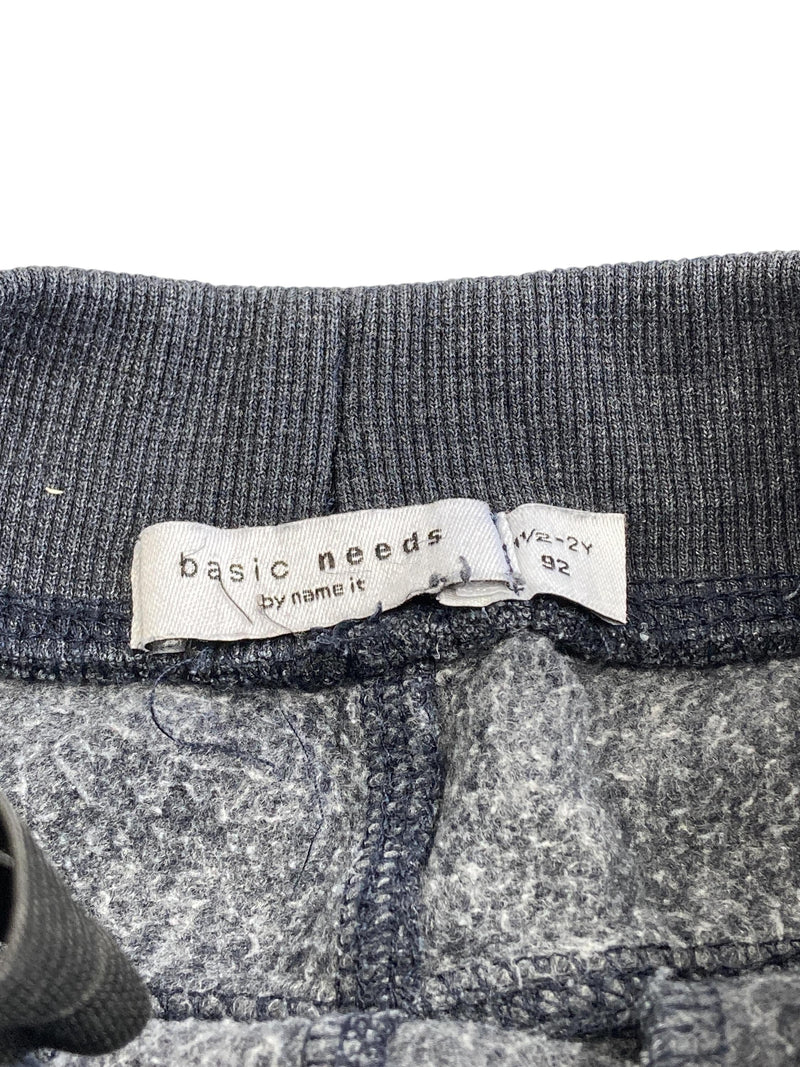 basic needs
by name it
1½-2Y
92